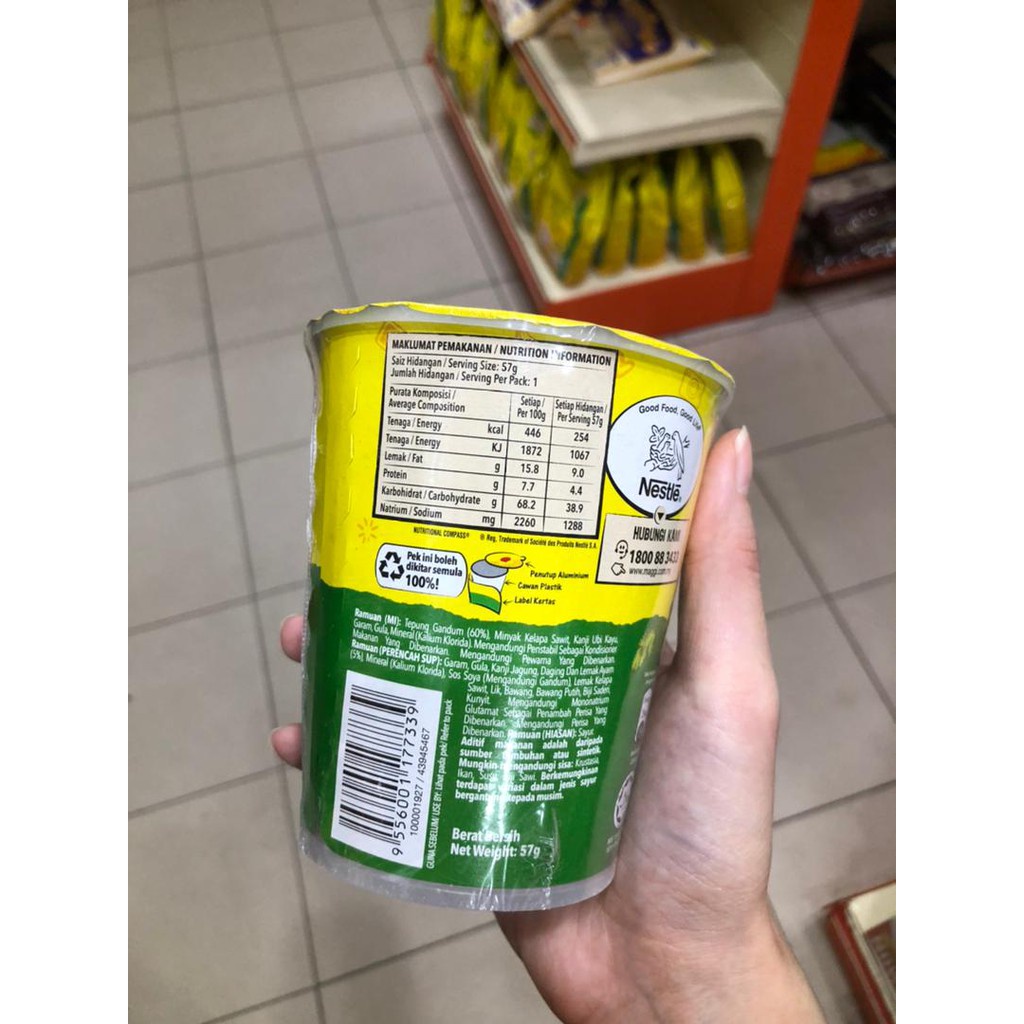 MAKLUMAT PEMAKANAN / NUTRITION INFORMATION
Saiz Hidangan / Serving Size: 57g
Jumlah Hidangan / Serving Per Pack: 1
Purata Komposisi / Average Composition
Setiap / Per 100g
Setiap Hidangan / Per Serving 57g
Tenaga / Energy kcal 446 254
Tenaga / Energy KJ 1872 1067
Lemak / Fat g 15.8 9.0
Protein g 7.7 4.4
Karbohidrat / Carbohydrate g 68.2 38.9
Natrium / Sodium mg 2260 1288
NUTRITIONAL COMPASS® ® Reg. Trademark of Société des Produits Nestlé S.A.
Good Food, Good Life®
Nestlé
HUBUNGI KAMI
1800 88 3433
www.maggi.com.my
Pek ini boleh
dikitar semula
100%!
Penutup Aluminium
Cawan Plastik
Label Kertas
Ramuan (MI): Tepung Gandum (60%), Minyak Kelapa Sawit, Kanji Ubi Kayu,
Garam, Gula, Mineral (Kalium Klorida). Mengandungi Penstabil Sebagai Kondisioner
Makanan Yang Dibenarkan. Mengandungi Pewarna Yang Dibenarkan.
Ramuan (PERENCAH SUP): Garam, Gula, Kanji Jagung, Daging Dan Lemak Ayam
(5%), Mineral (Kalium Klorida), Sos Soya (Mengandungi Gandum), Lemak Kelapa
Sawit, Lik, Bawang, Bawang Putih, Biji Saderi,
Kunyit. Mengandungi Mononatrium
Glutamat Sebagai Penambah Perisa Yang
Dibenarkan. Mengandungi Perisa Yang
Dibenarkan. Ramuan (HIASAN): Sayur.
Aditif makanan adalah daripada
sumber tumbuhan atau sintetik.
Mungkin mengandungi sisa: Krustasia,
Ikan, Susu dan Sawi. Berkemungkinan
terdapat variasi dalam jenis sayur
bergantung kepada musim.
9 556001 177339
100001927 / 43945467
GUNA SEBELUM/ USE BY: Lihat pada pek/ Refer to pack
Berat Bersih
Net Weight: 57g